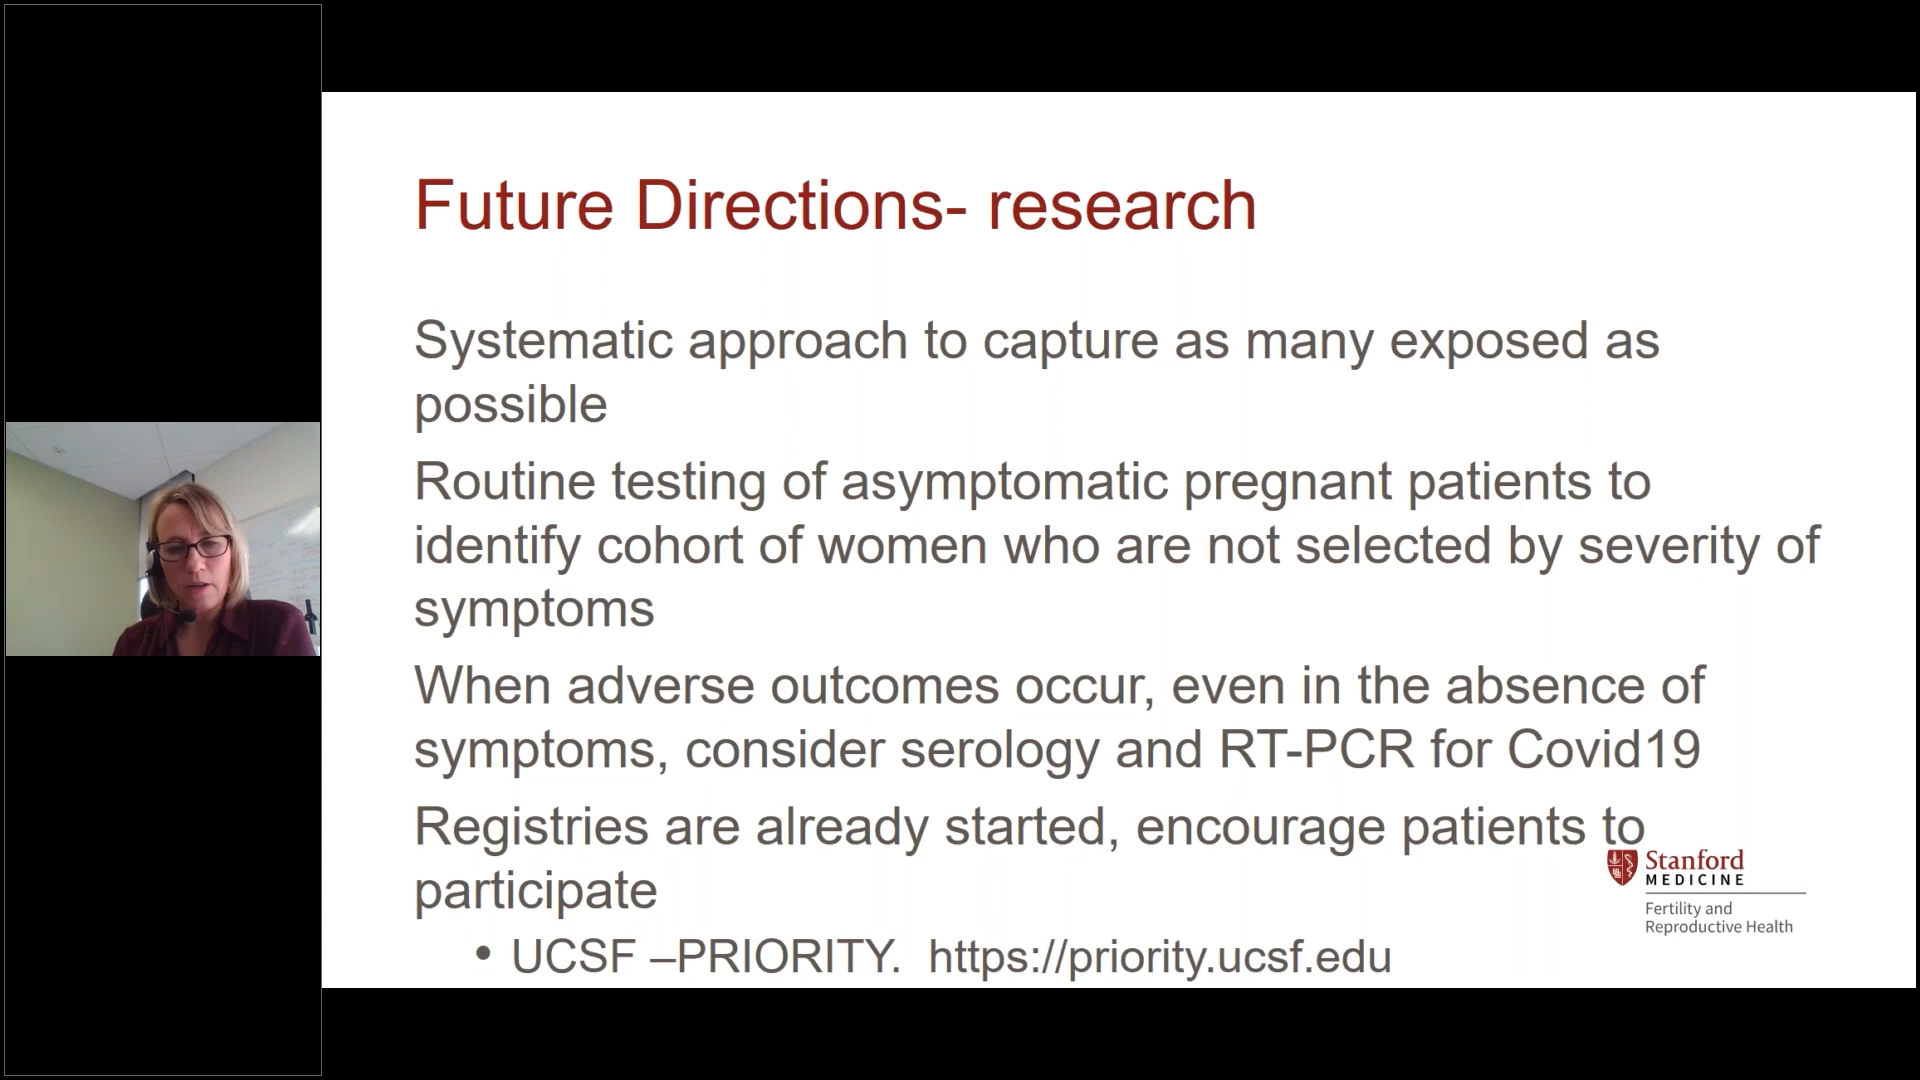 Future Directions- research
Systematic approach to capture as many exposed as
possible
Routine testing of asymptomatic pregnant patients to
identify cohort of women who are not selected by severity of
symptoms
When adverse outcomes occur, even in the absence of
symptoms, consider serology and RT-PCR for Covid19
Registries are already started, encourage patients to
participate
• UCSF –PRIORITY. https://priority.ucsf.edu
Stanford
MEDICINE
Fertility and
Reproductive Health